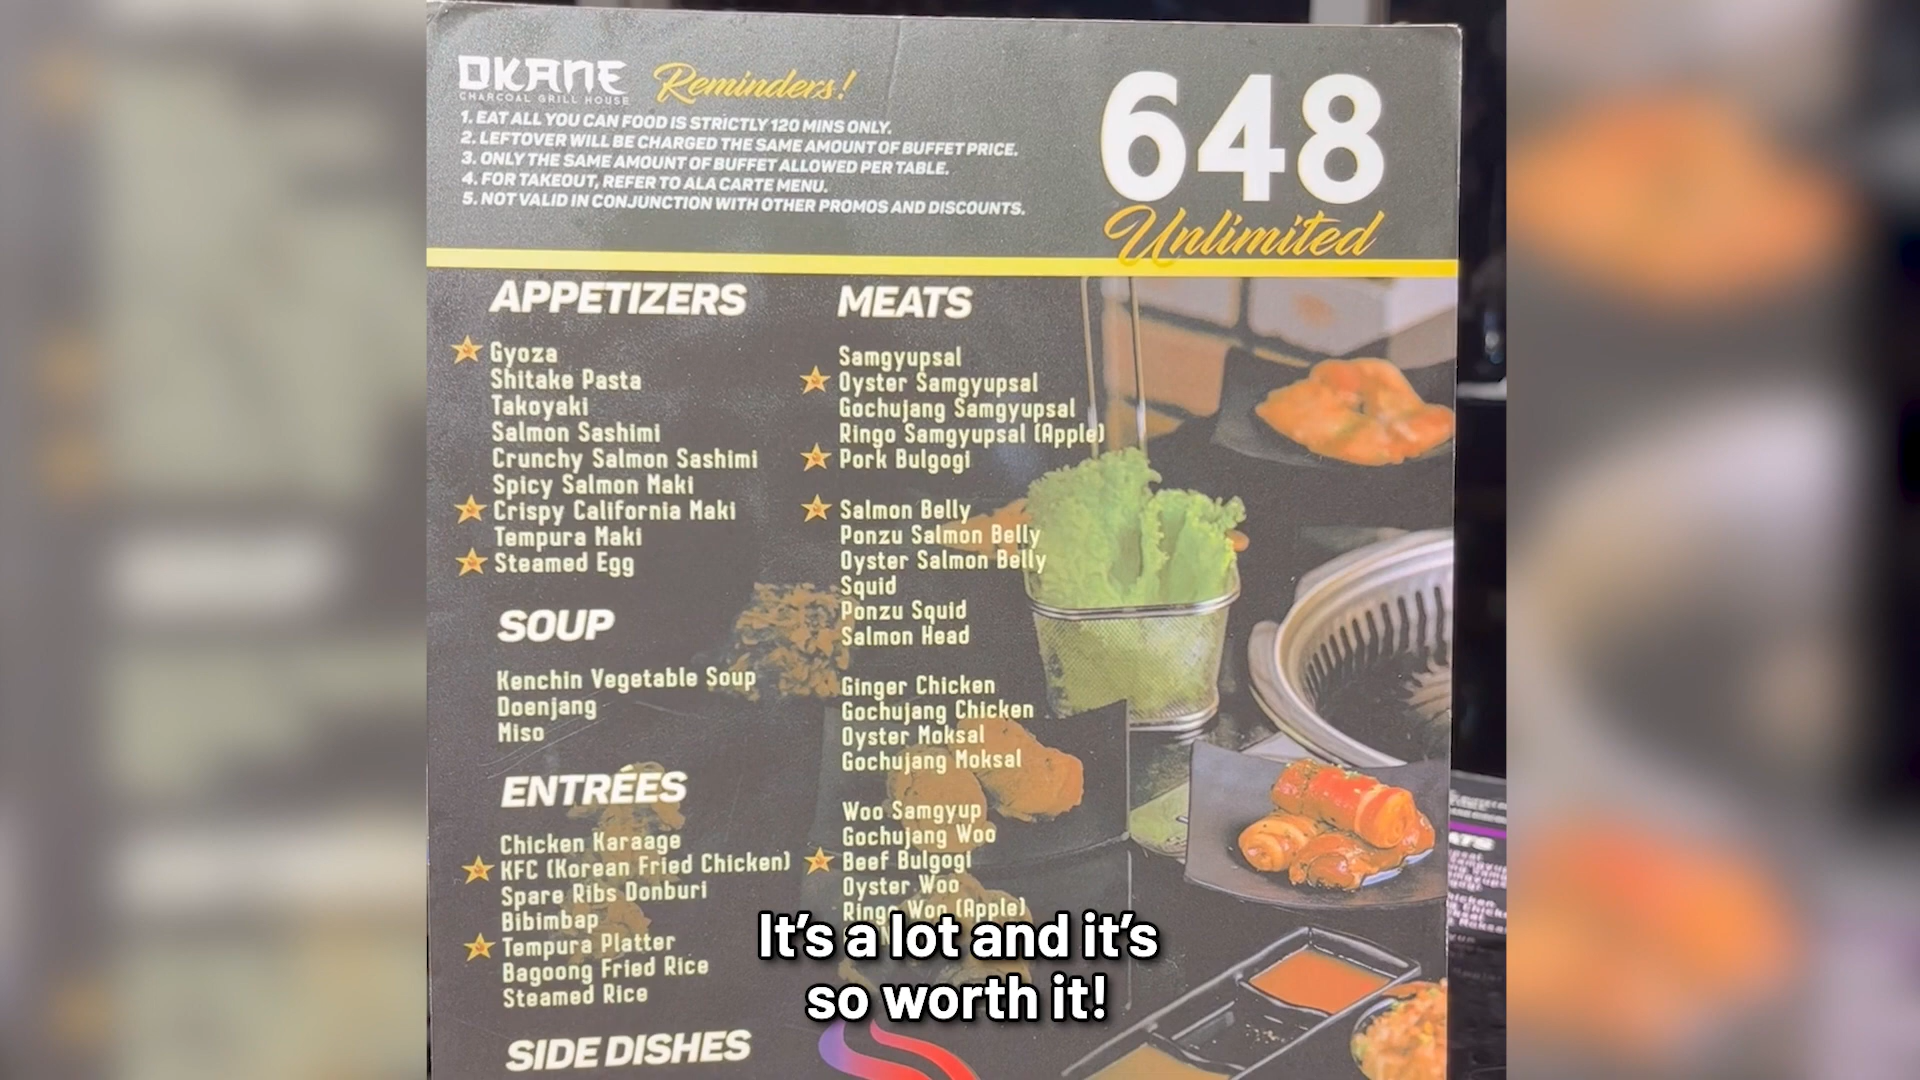 OKANE
CHARCOAL GRILL HOUSE
Reminders!
1. EAT ALL YOU CAN FOOD IS STRICTLY 120 MINS ONLY.
2. LEFTOVER WILL BE CHARGED THE SAME AMOUNT OF BUFFET PRICE.
3. ONLY THE SAME AMOUNT OF BUFFET ALLOWED PER TABLE.
4. FOR TAKEOUT, REFER TO ALA CARTE MENU.
5. NOT VALID IN CONJUNCTION WITH OTHER PROMOS AND DISCOUNTS.
648
Unlimited
APPETIZERS
Gyoza
Shitake Pasta
Takoyaki
Salmon Sashimi
Crunchy Salmon Sashimi
Spicy Salmon Maki
Crispy California Maki
Tempura Maki
Steamed Egg
SOUP
Kenchin Vegetable Soup
Doenjang
Miso
ENTRÉES
Chicken Karaage
KFC (Korean Fried Chicken)
Spare Ribs Donburi
Bibimbap
Tempura Platter
Bagoong Fried Rice
Steamed Rice
SIDE DISHES
MEATS
Samgyupsal
Oyster Samgyupsal
Gochujang Samgyupsal
Ringo Samgyupsal (Apple)
Pork Bulgogi
Salmon Belly
Ponzu Salmon Belly
Oyster Salmon Belly
Squid
Ponzu Squid
Salmon Head
Ginger Chicken
Gochujang Chicken
Oyster Moksal
Gochujang Moksal
Woo Samgyup
Gochujang Woo
Beef Bulgogi
Oyster Woo
Ringo Woo (Apple)
It's a lot and it's
so worth it!